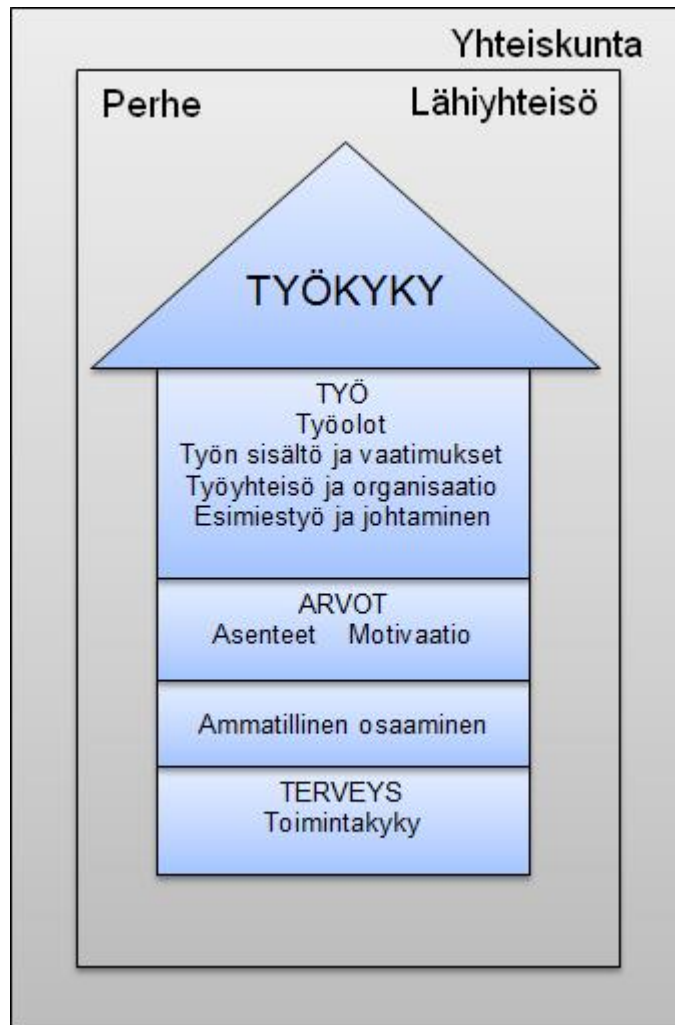 Yhteiskunta
Perhe Lähiyhteisö
TYÖKYKY
TYÖ
Työolot
Työn sisältö ja vaatimukset
Työyhteisö ja organisaatio
Esimiestyö ja johtaminen
ARVOT
Asenteet Motivaatio
Ammatillinen osaaminen
TERVEYS
Toimintakyky